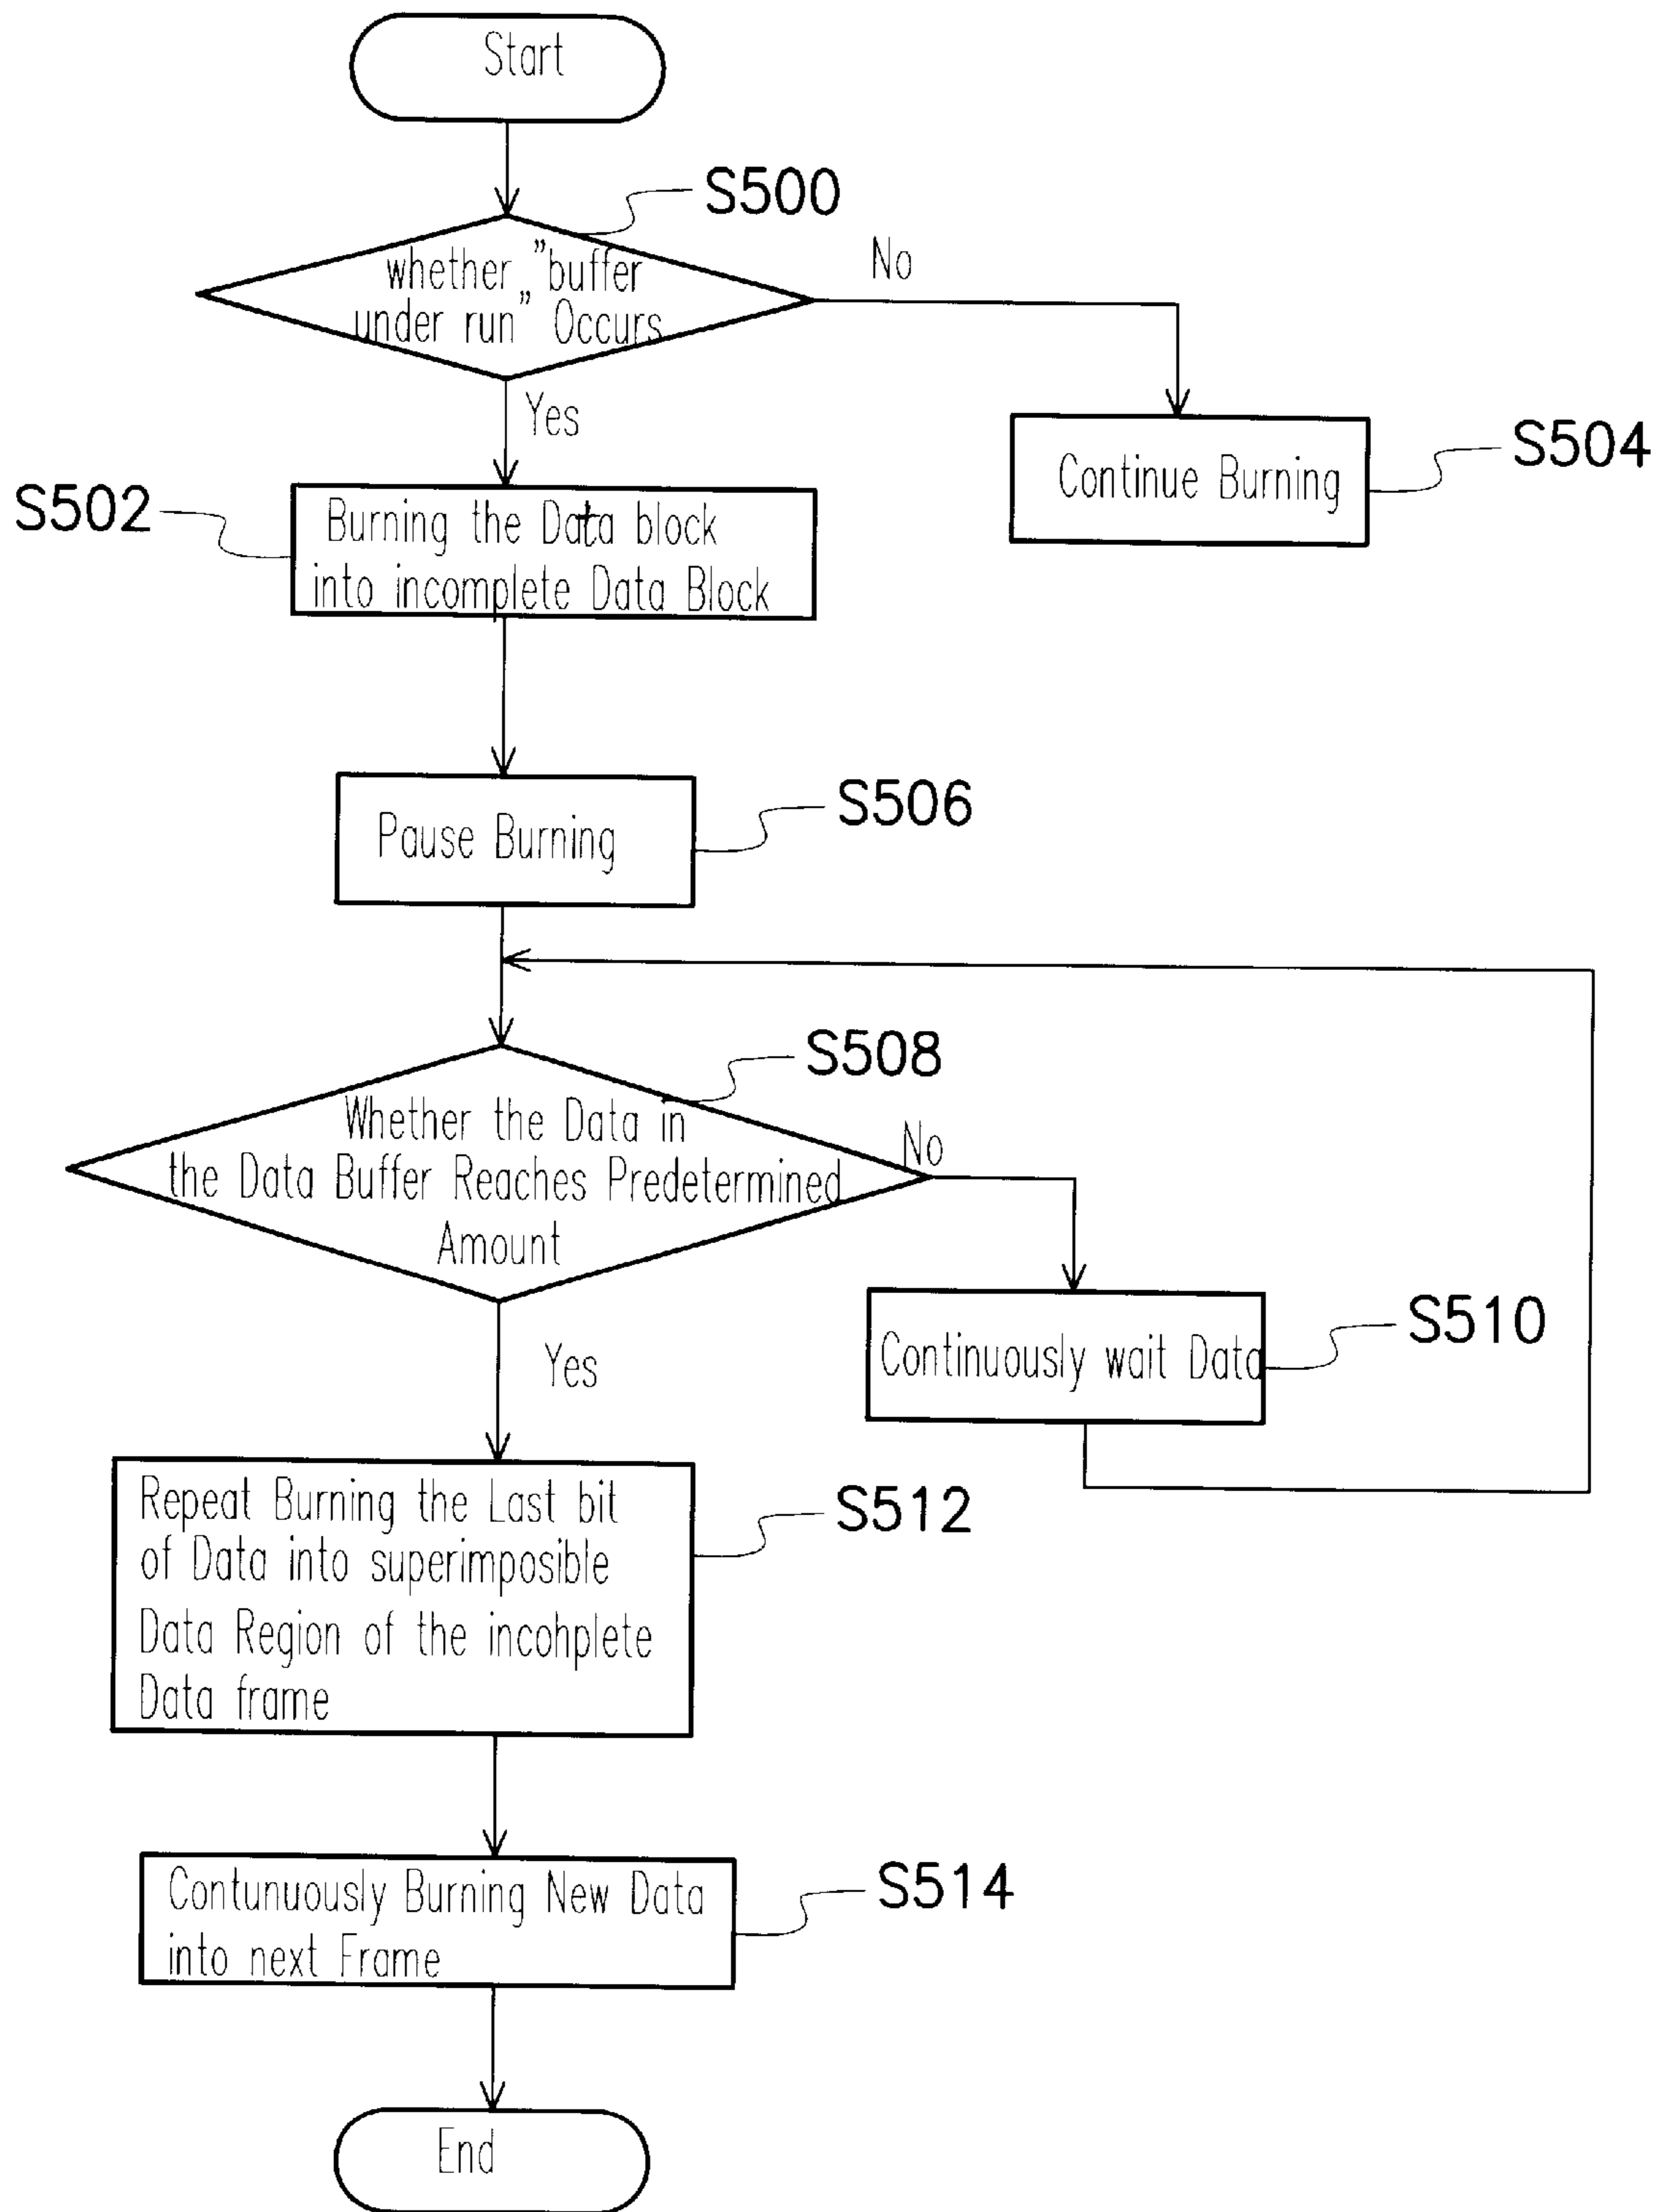 Start
S500
whether "buffer
under run" Occurs
No
Yes
S504
Continue Burning
S502
Burning the Data block
into incomplete Data Block
S506
Pause Burning
S508
Whether the Data in
the Data Buffer Reaches Predetermined
Amount
No
Yes
S510
Continuously wait Data
S512
Repeat Burning the Last bit
of Data into superimposible
Data Region of the incohplete
Data frame
S514
Contunuously Burning New Data
into next Frame
End